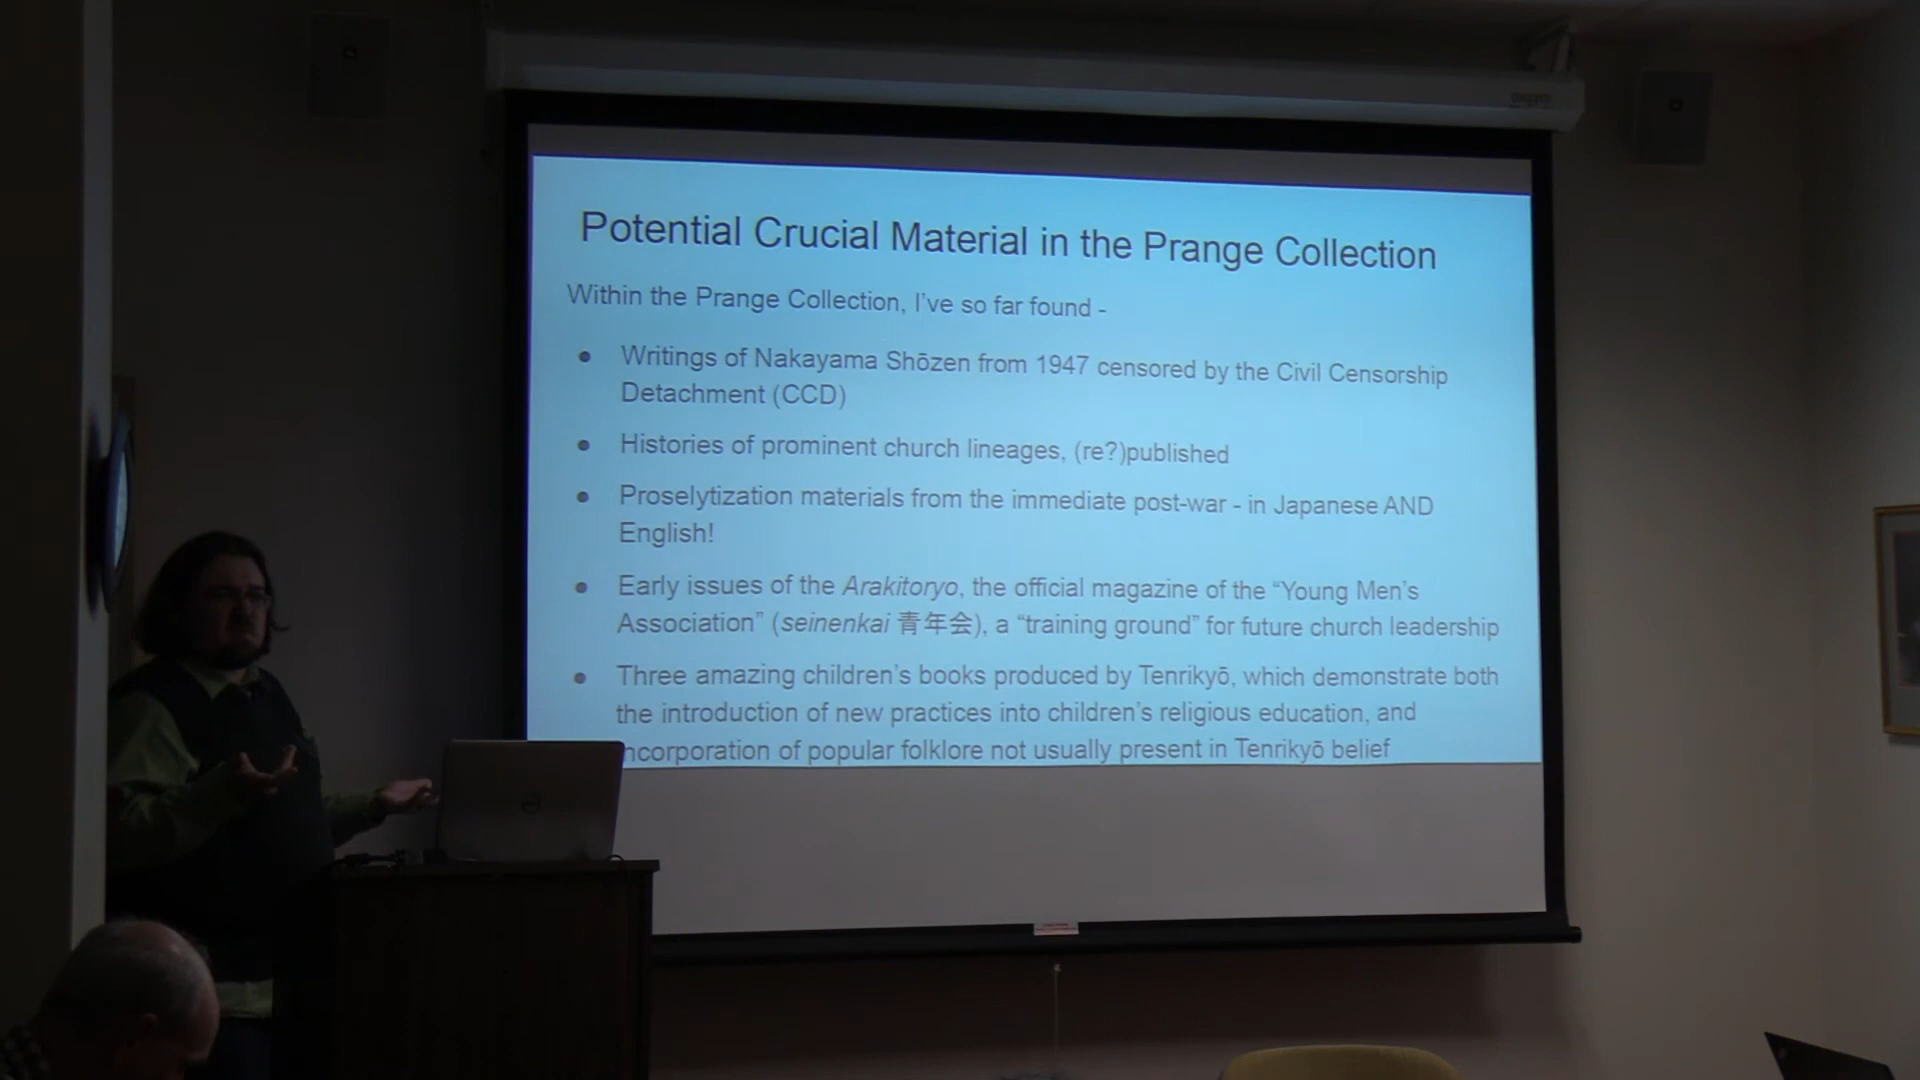 Potential Crucial Material in the Prange Collection
Within the Prange Collection, I've so far found -
● Writings of Nakayama Shōzen from 1947 censored by the Civil Censorship
Detachment (CCD)
● Histories of prominent church lineages, (re?)published
● Proselytization materials from the immediate post-war - in Japanese AND
English!
● Early issues of the Arakitoryo, the official magazine of the “Young Men's
Association” (seinenkai 青年会), a “training ground” for future church leadership
● Three amazing children's books produced by Tenrikyō, which demonstrate both
the introduction of new practices into children's religious education, and
ncorporation of popular folklore not usually present in Tenrikyō belief